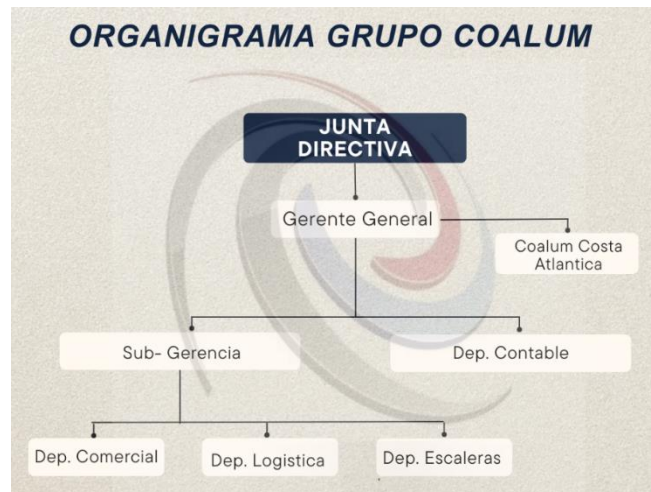 ORGANIGRAMA GRUPO COALUM
JUNTA
DIRECTIVA
Gerente General
Coalum Costa
Atlantica
Sub- Gerencia
Dep. Contable
Dep. Comercial
Dep. Logistica
Dep. Escaleras